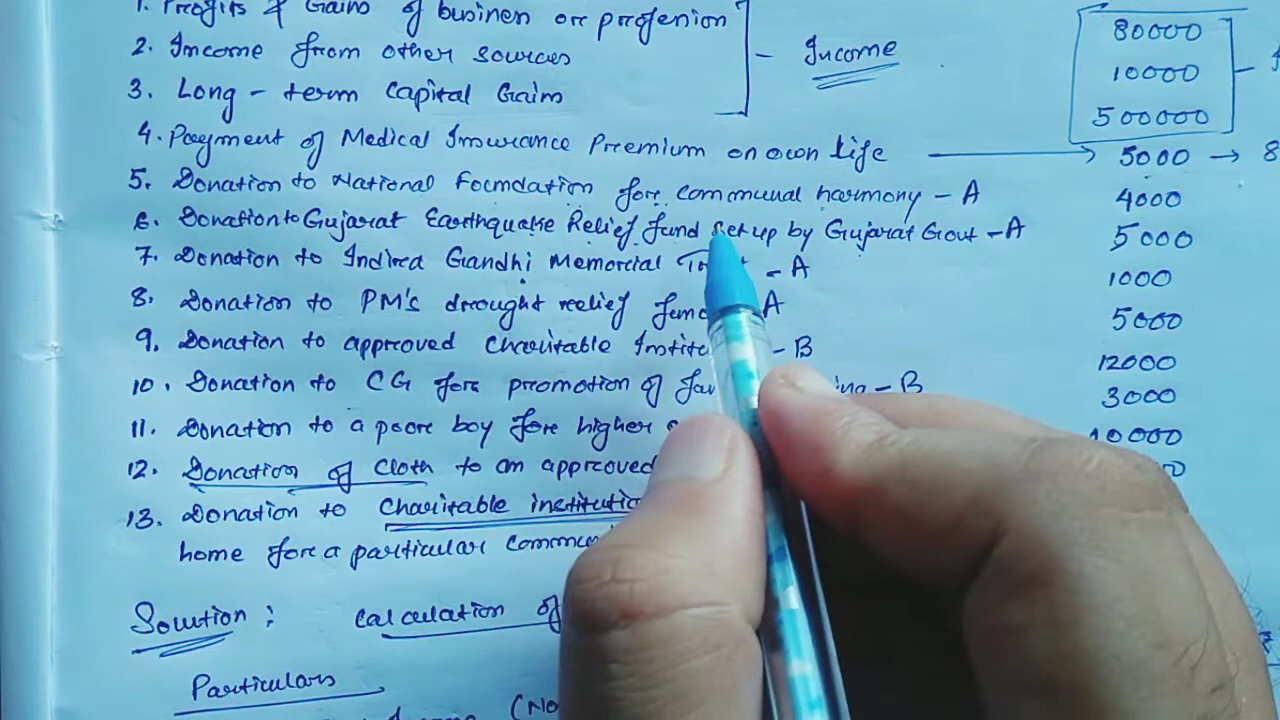 1. Profits & Gains of business or profession
80000
2. Income from other sources
Income
10000
3. Long-term Capital Gain
500000
4. Payment of Medical Insurance Premium on own life
5000 → 8
5. Donation to National Foundation for communal harmony - A
4000
6. Donation to Gujarat Earthquake Relief fund set up by Gujarat Govt - A
5000
7. Donation to Indira Gandhi Memorial - A
1000
8. Donation to PM's drought relief A
5000
9. Donation to approved Charitable - B
12000
10. Donation to CG for promotion of - B
3000
11. Donation to a poor boy for higher
10000
12. Donation of cloth to an approved
13. Donation to Charitable
home for a particular
Solution :
Calculation of
Particulars